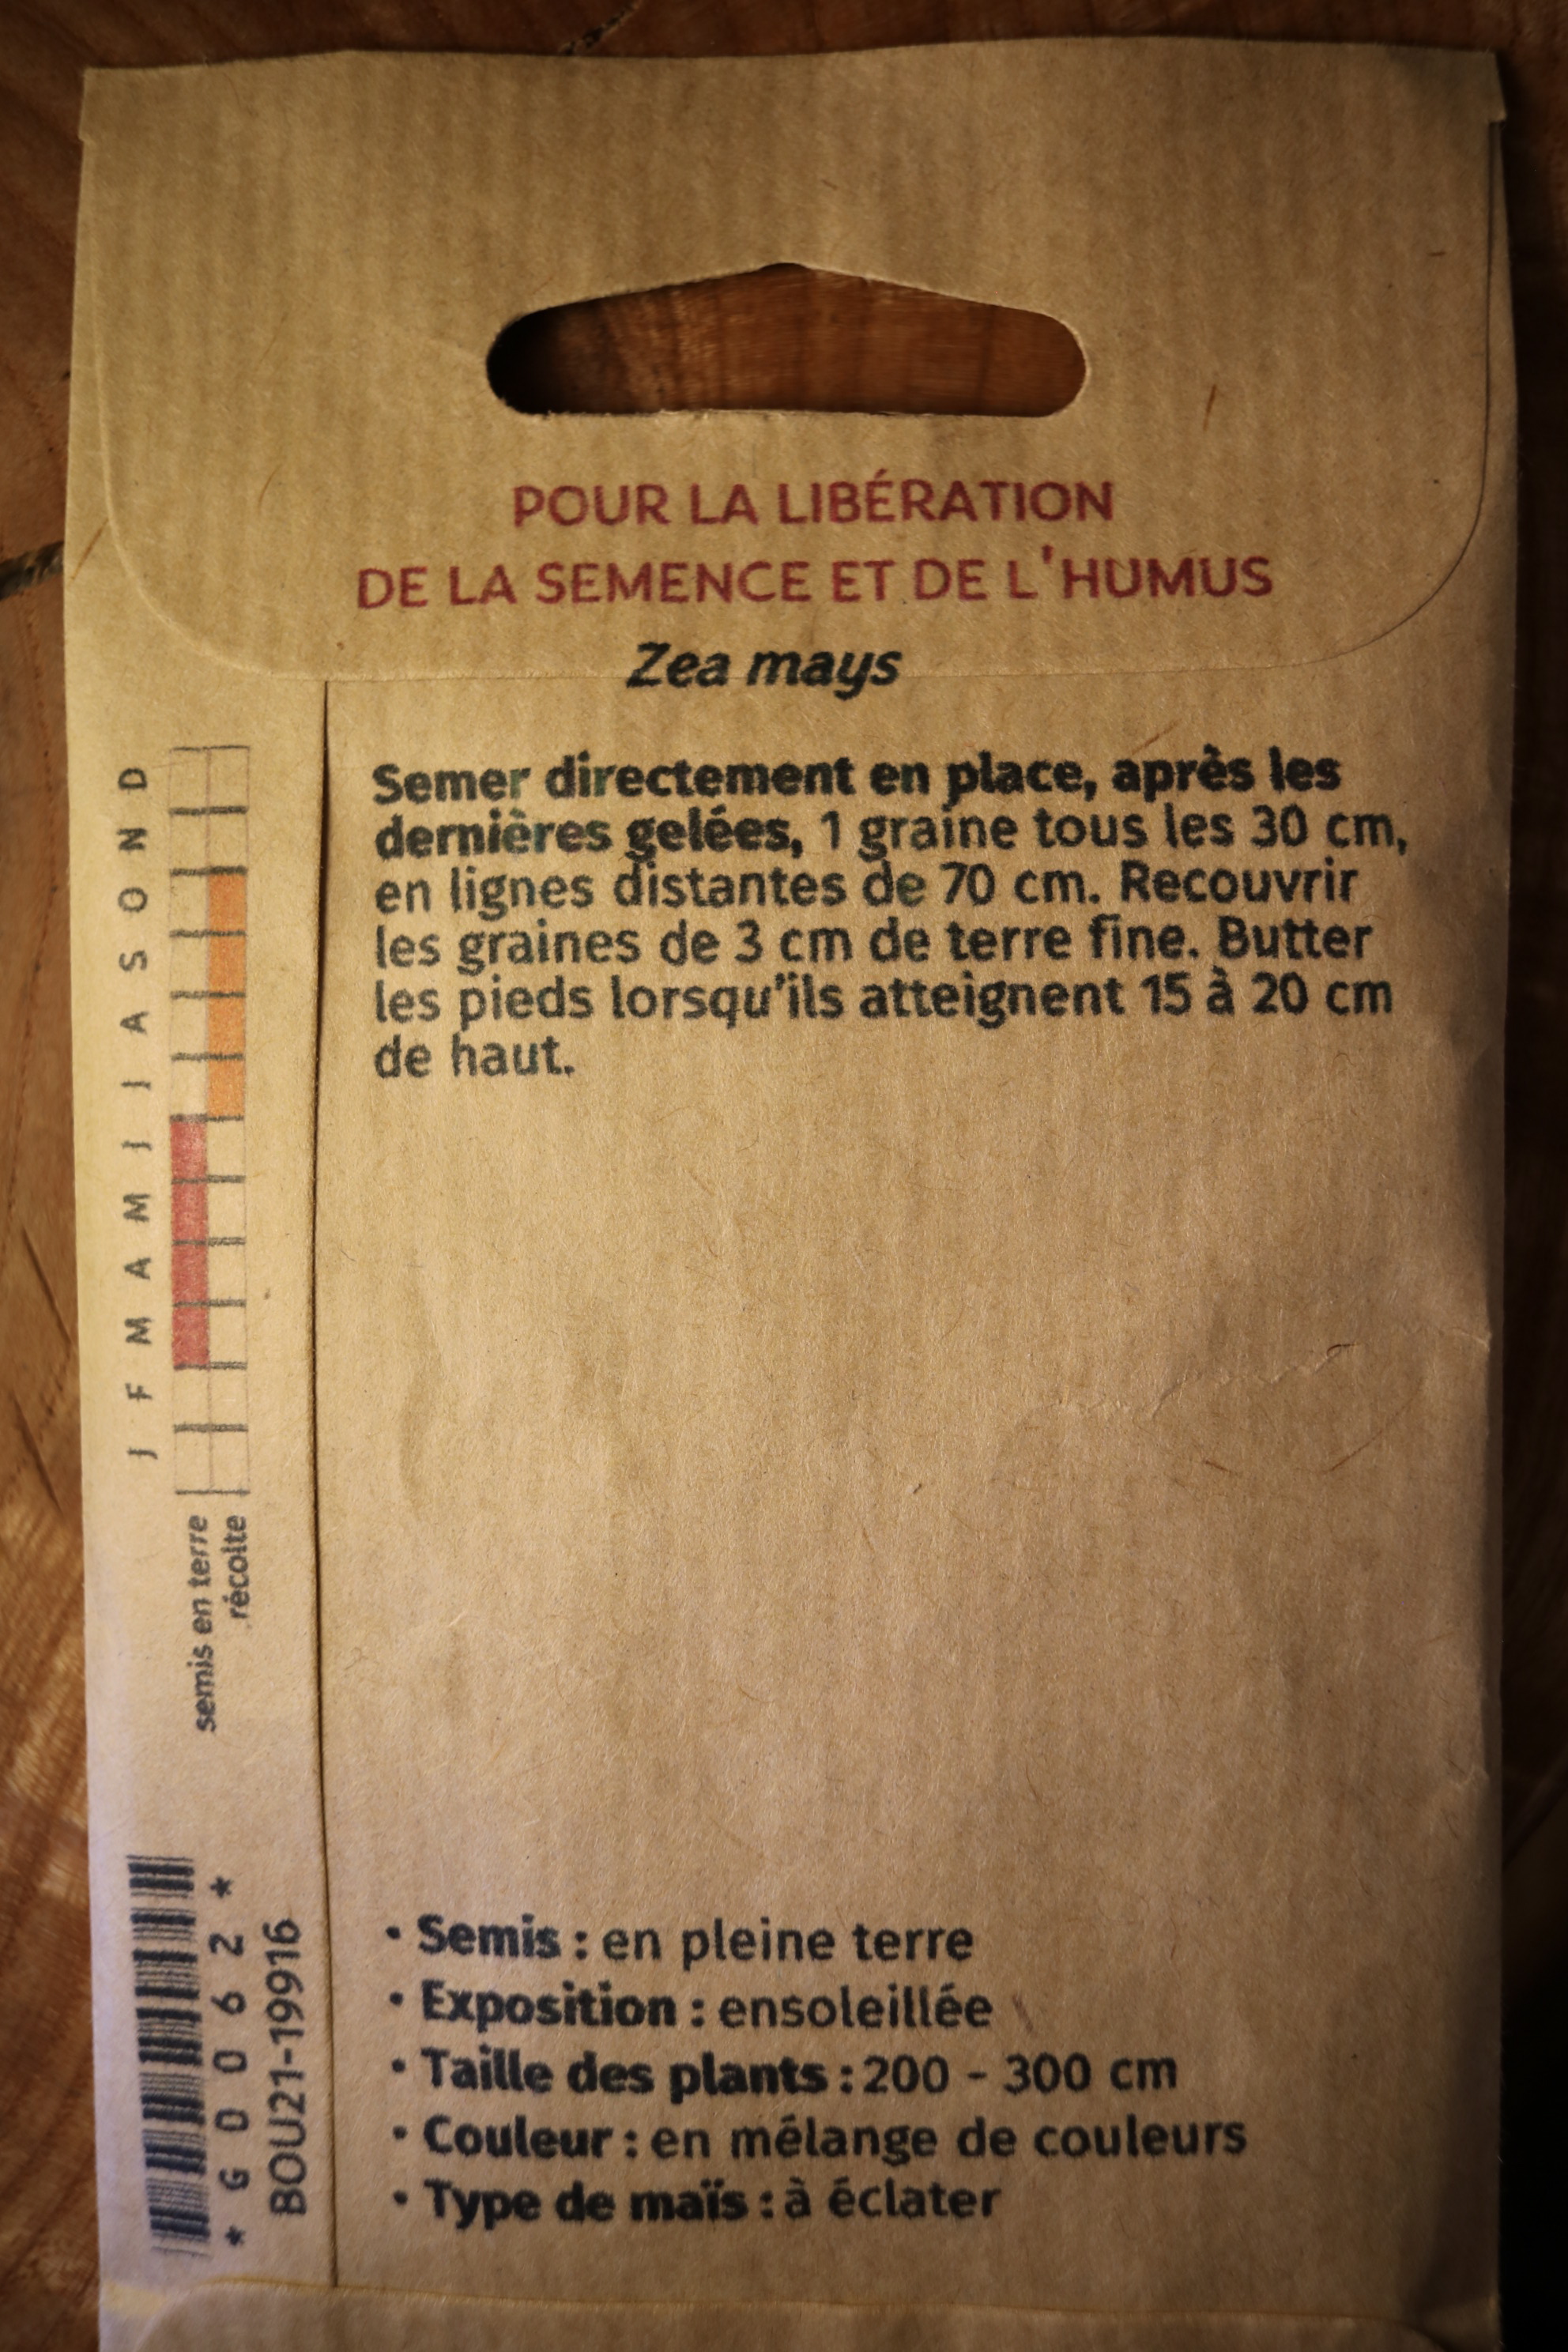 POUR LA LIBÉRATION
DE LA SEMENCE ET DE L'HUMUS
Zea mays
Semer directement en place, après les
dernières gelées, 1 graine tous les 30 cm,
en lignes distantes de 70 cm. Recouvrir
les graines de 3 cm de terre fine. Butter
les pieds lorsqu'ils atteignent 15 à 20 cm
de haut.
J F M A M J J A S O N D
semis en terre
récolte
* G 0 0 6 2 *
BOU21-19916
• Semis : en pleine terre
• Exposition : ensoleillée
• Taille des plants : 200 - 300 cm
• Couleur : en mélange de couleurs
• Type de maïs : à éclater